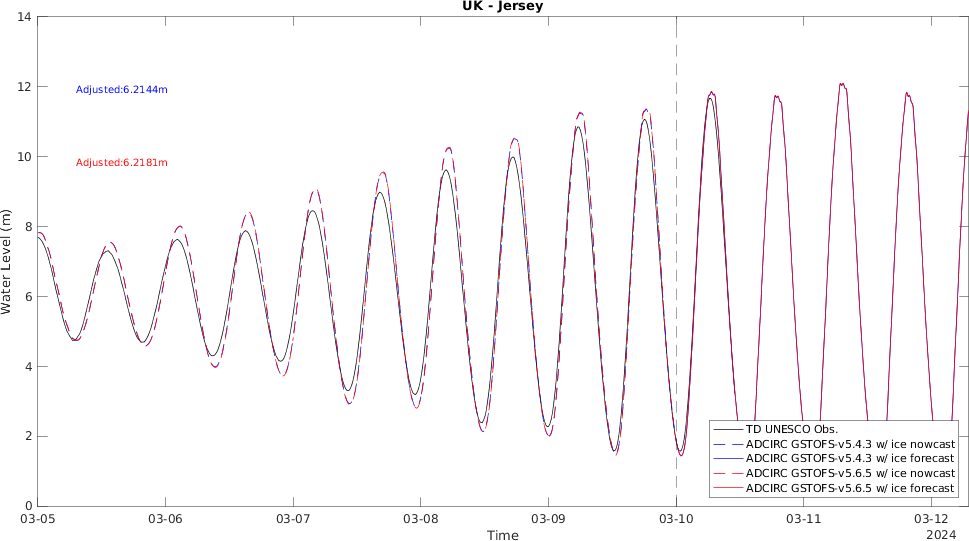 UK - Jersey
14
12
10
8
6
4
2
0
Water Level (m)
Adjusted:6.2144m
Adjusted:6.2181m
TD UNESCO Obs.
ADCIRC GSTOFS-v5.4.3 w/ ice nowcast
ADCIRC GSTOFS-v5.4.3 w/ ice forecast
ADCIRC GSTOFS-v5.6.5 w/ ice nowcast
ADCIRC GSTOFS-v5.6.5 w/ ice forecast
03-05 03-06 03-07 03-08 03-09 03-10 03-11 03-12
Time
2024